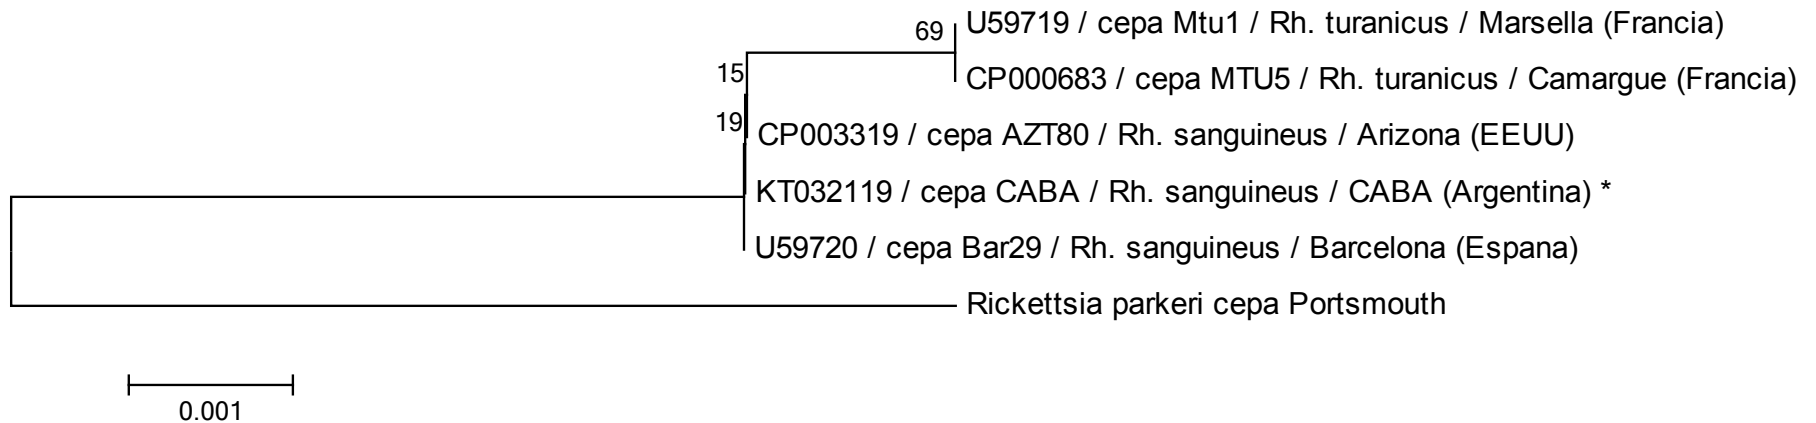 69
U59719 / cepa Mtu1 / Rh. turanicus / Marsella (Francia)
15
CP000683 / cepa MTU5 / Rh. turanicus / Camargue (Francia)
19
CP003319 / cepa AZT80 / Rh. sanguineus / Arizona (EEUU)
KT032119 / cepa CABA / Rh. sanguineus / CABA (Argentina) *
U59720 / cepa Bar29 / Rh. sanguineus / Barcelona (Espana)
Rickettsia parkeri cepa Portsmouth
0.001